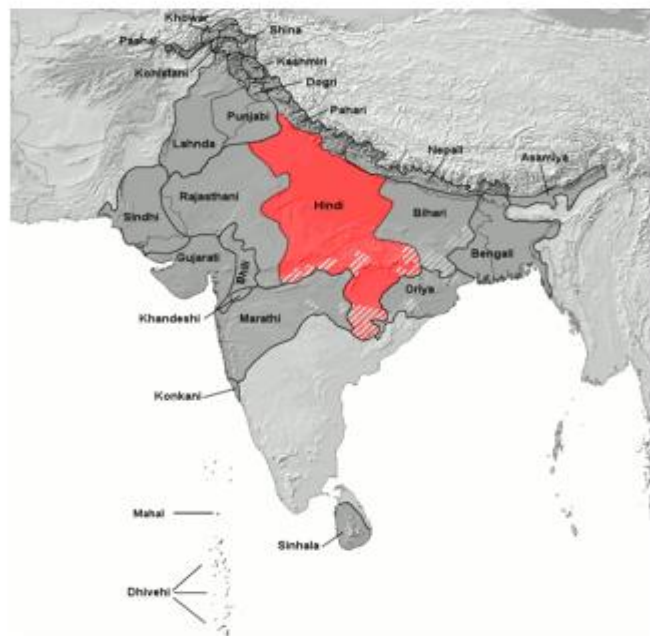 Khowar
Shina
Pashai
Kohistani
Kashmiri
Dogri
Punjabi
Pahari
Lahnda
Nepali
Asamiya
Rajasthani
Hindi
Bihari
Sindhi
Bengali
Gujarati
Bhili
Oriya
Khandeshi
Marathi
Konkani
Mahal
Sinhala
Dhivehi